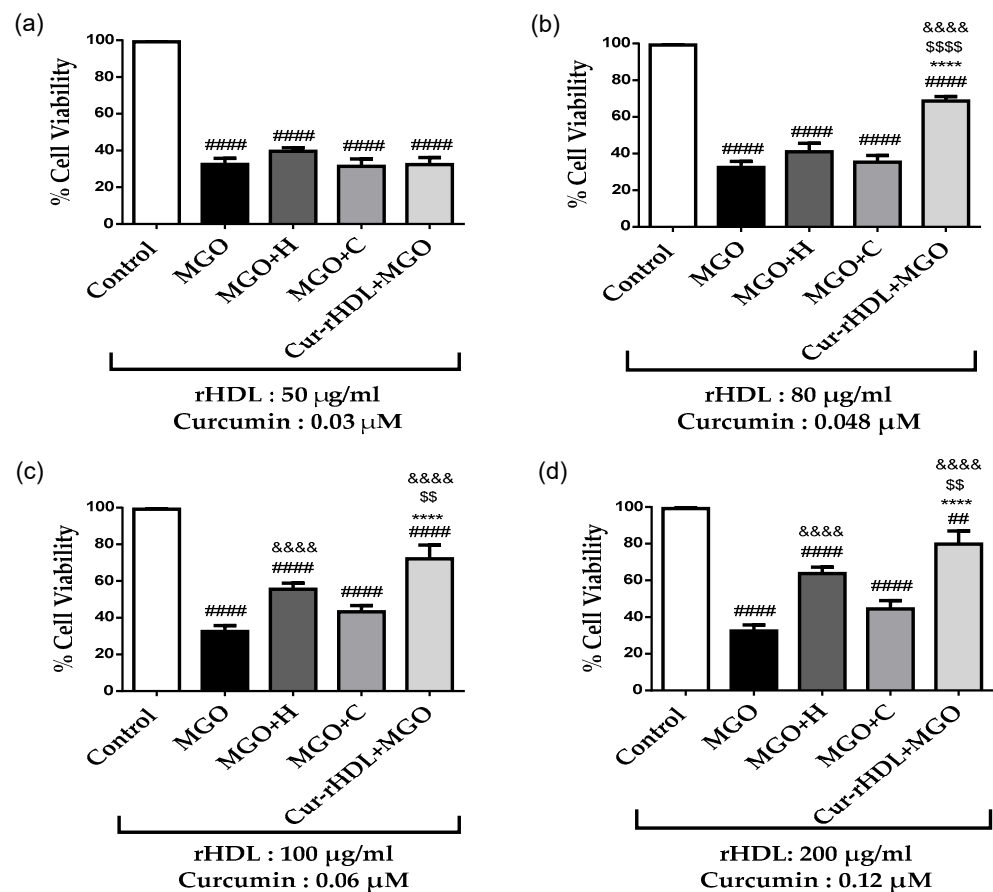 (a)
% Cell Viability
100
80
60
40
20
0
####
####
####
####
Control
MGO
MGO+H
MGO+C
Cur-rHDL+MGO
rHDL : 50 µg/ml
Curcumin : 0.03 µM
(b)
% Cell Viability
100
80
60
40
20
0
####
####
####
&&&&
$$$$
****
####
Control
MGO
MGO+H
MGO+C
Cur-rHDL+MGO
rHDL : 80 µg/ml
Curcumin : 0.048 µM
(c)
% Cell Viability
100
80
60
40
20
0
####
&&&&
####
####
&&&&
$$
****
####
Control
MGO
MGO+H
MGO+C
Cur-rHDL+MGO
rHDL : 100 µg/ml
Curcumin : 0.06 µM
(d)
% Cell Viability
100
80
60
40
20
0
####
&&&&
####
####
&&&&
$$
****
##
Control
MGO
MGO+H
MGO+C
Cur-rHDL+MGO
rHDL: 200 µg/ml
Curcumin : 0.12 µM